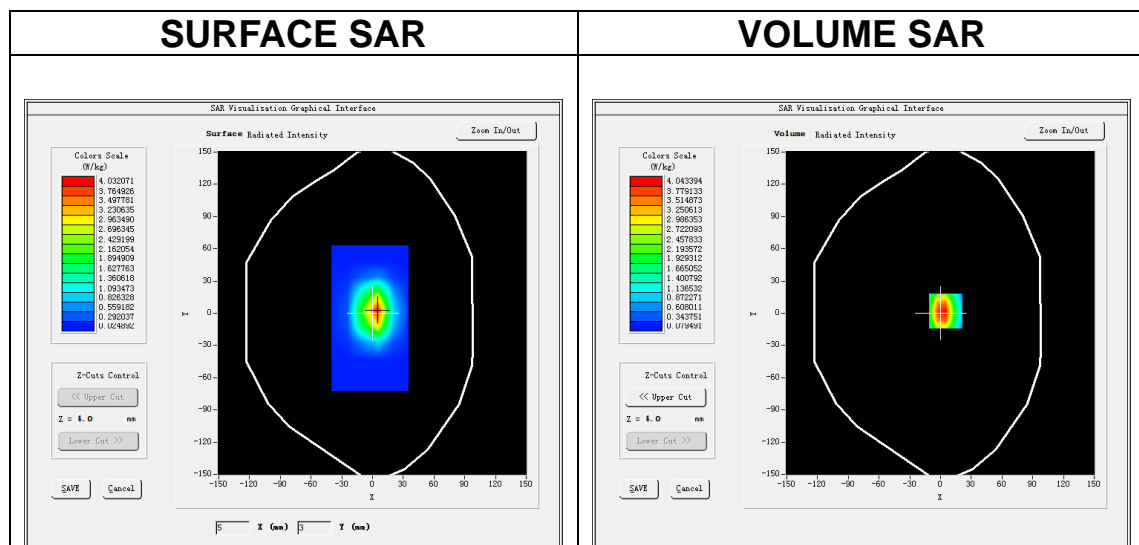 SURFACE SAR
VOLUME SAR
SAR Visualisation Graphical Interface
Surface Radiated Intensity
Zoom In/Out
Colors Scale
(W/kg)
4.032071
3.764926
3.497781
3.230635
2.963490
2.696345
2.429199
2.162054
1.894909
1.627763
1.360618
1.093473
0.826328
0.559182
0.292037
0.024892
Z-Cuts Control
<< Upper Cut
Z = 4.0 mm
Lower Cut >>
SAVE Cancel
150
120
90
60
30
0
-30
-60
-90
-120
-150
Y
-150 -120 -90 -60 -30 0 30 60 90 120 150
X
5 X (mm) 3 Y (mm)
SAR Visualisation Graphical Interface
Volume Radiated Intensity
Zoom In/Out
Colors Scale
(W/kg)
4.043394
3.779133
3.514873
3.250613
2.986353
2.722093
2.457833
2.193572
1.929312
1.665052
1.400792
1.136532
0.872271
0.608011
0.343751
0.079491
Z-Cuts Control
<< Upper Cut
Z = 4.0 mm
Lower Cut >>
SAVE Cancel
150
120
90
60
30
0
-30
-60
-90
-120
-150
Y
-150 -120 -90 -60 -30 0 30 60 90 120 150
X